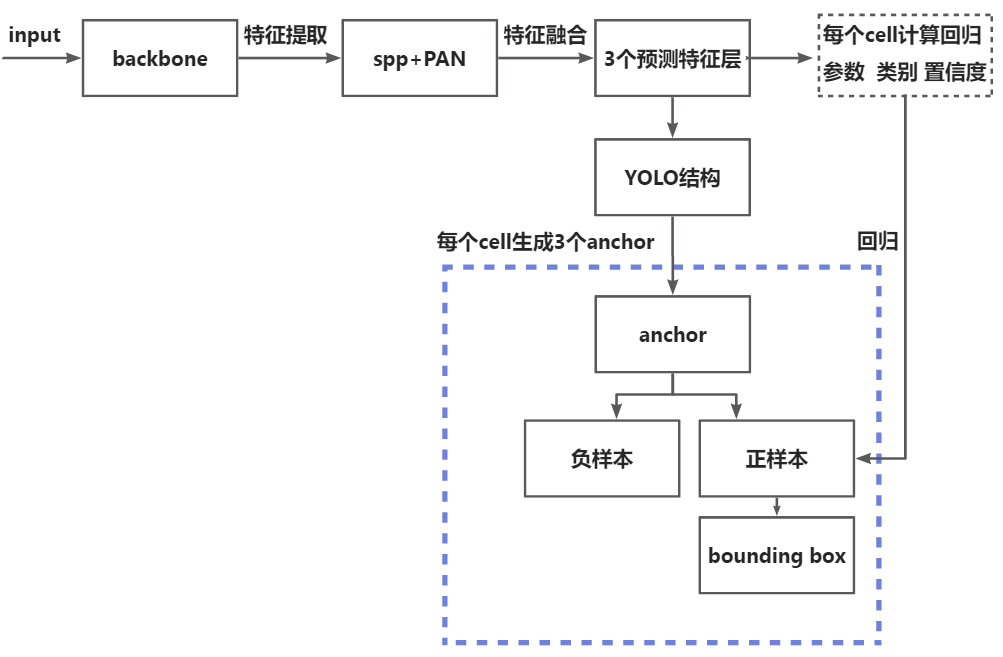 input
backbone
特征提取
spp+PAN
特征融合
3个预测特征层
每个cell计算回归
参数 类别 置信度
YOLO结构
每个cell生成3个anchor
回归
anchor
负样本
正样本
bounding box